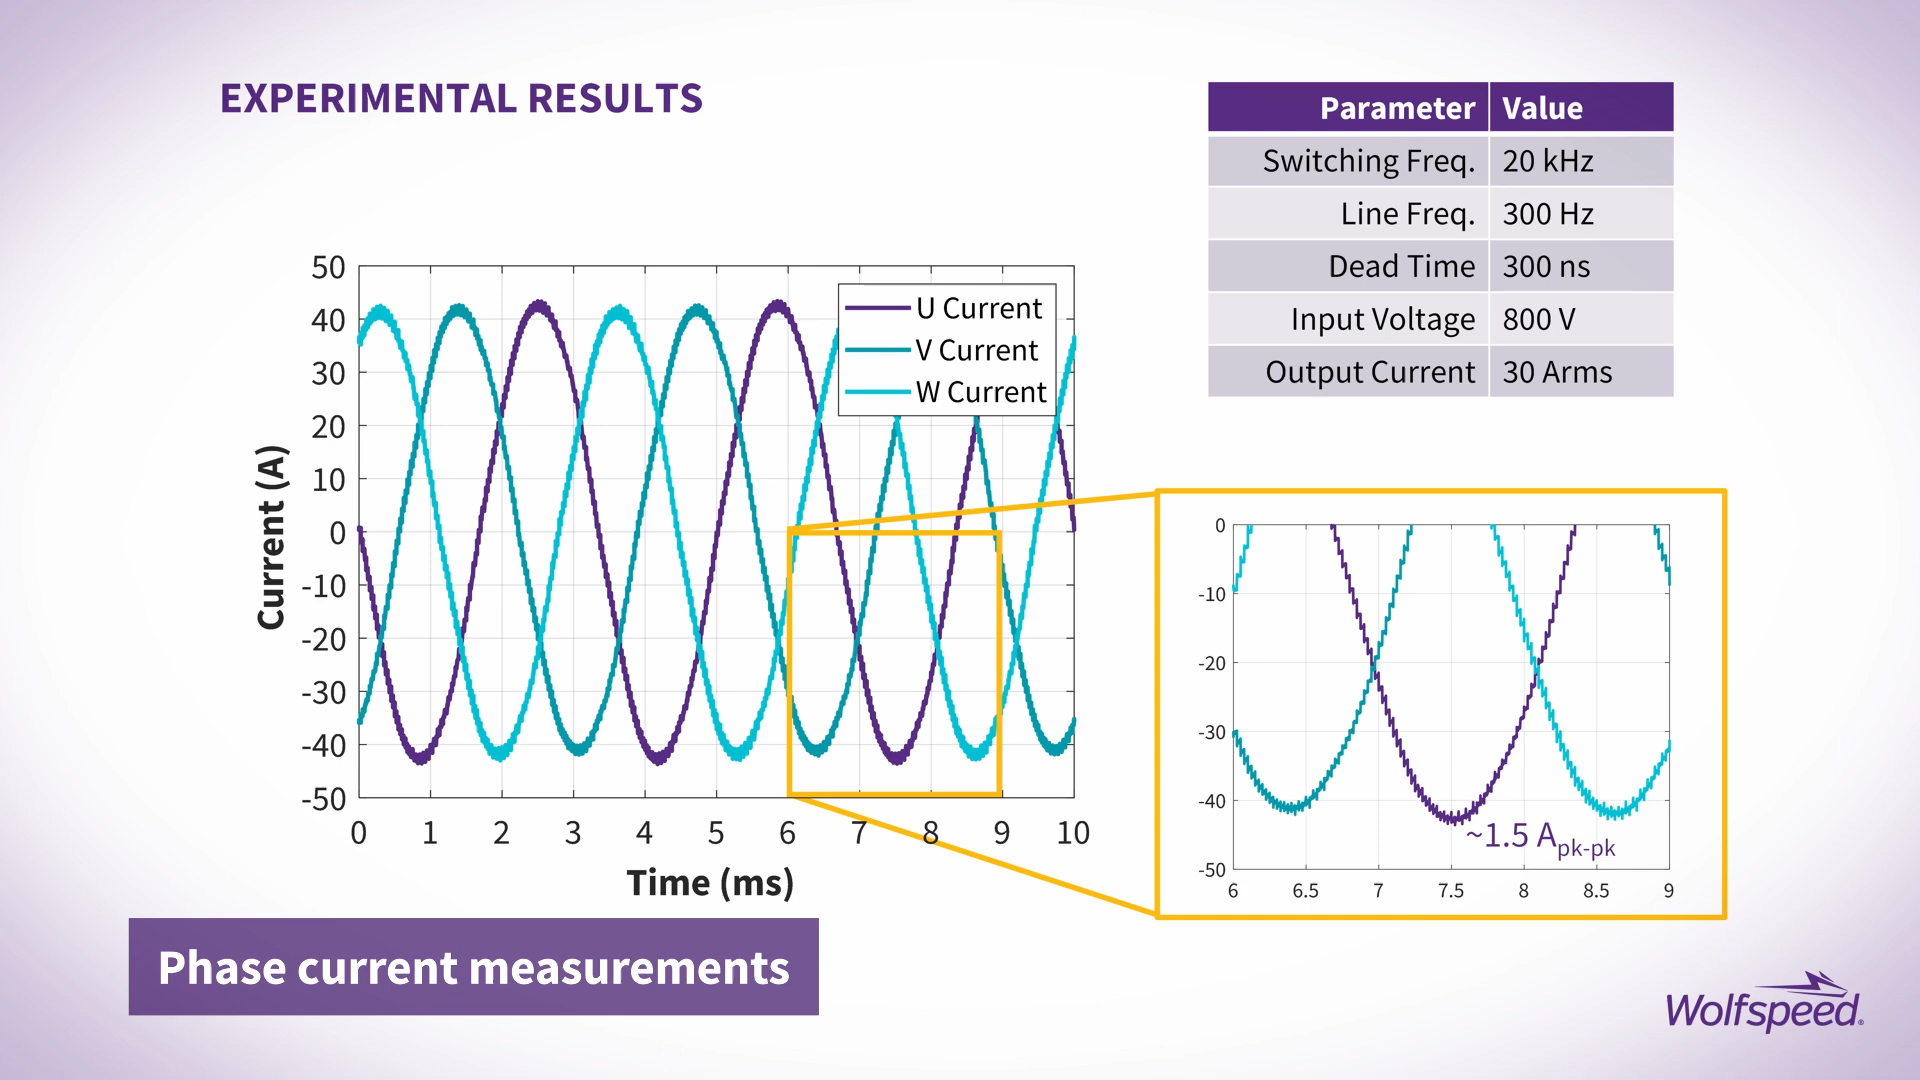 EXPERIMENTAL RESULTS
Parameter Value
Switching Freq. 20 kHz
Line Freq. 300 Hz
Dead Time 300 ns
Input Voltage 800 V
Output Current 30 Arms
50
40
30
20
10
0
-10
-20
-30
-40
-50
Current (A)
U Current
V Current
W Current
0 1 2 3 4 5 6 7 8 9 10
Time (ms)
0
-10
-20
-30
-40
-50
~1.5 Apk-pk
6 6.5 7 7.5 8 8.5 9
Phase current measurements
Wolfspeed®